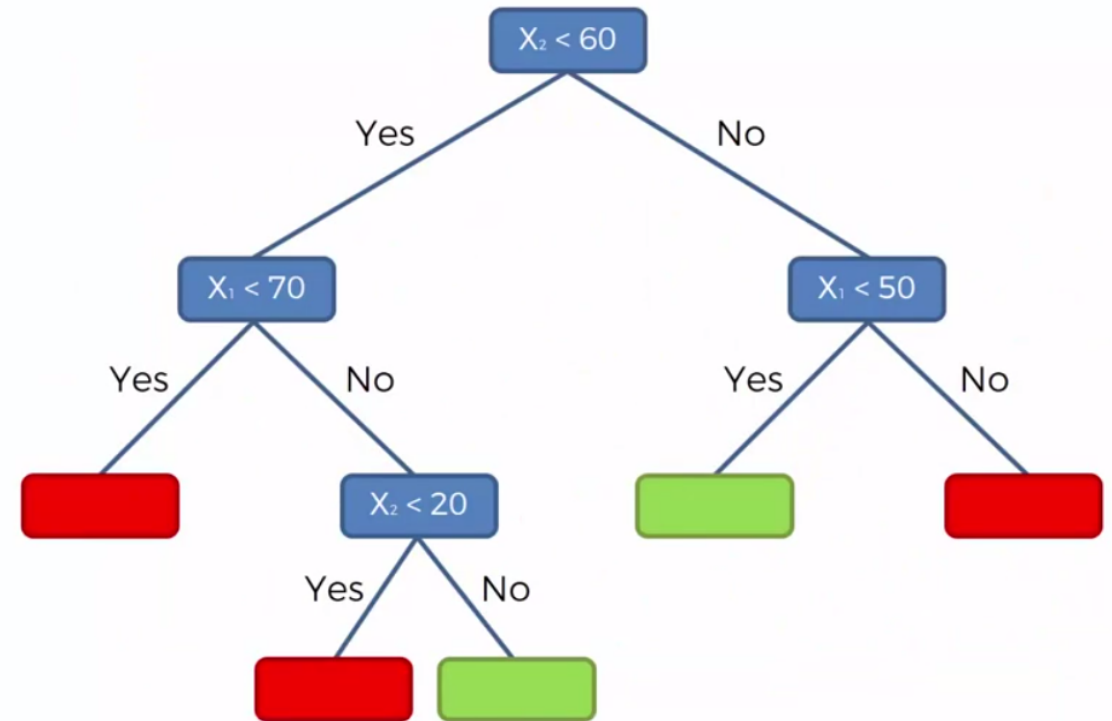 X₂ < 60
Yes
No
X₁ < 70
X₁ < 50
Yes
No
Yes
No
X₂ < 20
Yes
No